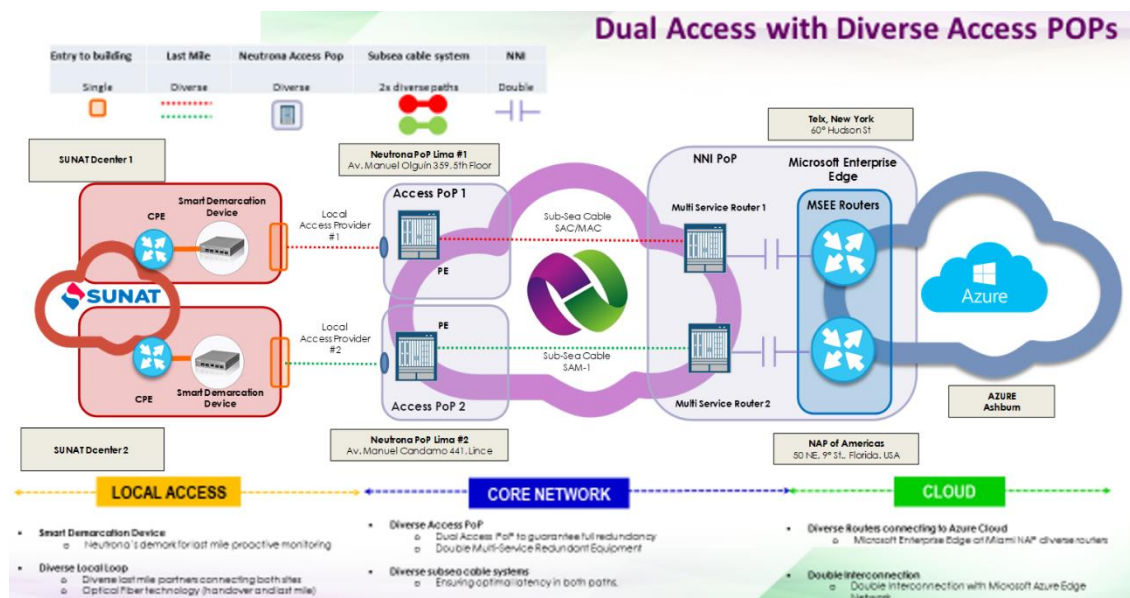 Dual Access with Diverse Access POPs
Entry to building
Last Mile
Neutrona Access Pop
Subsea cable system
NNI
Single
Diverse
Diverse
2x diverse paths
Double
SUNAT Dcenter 1
Neutrona PoP Lima #1
Av. Manuel Olguín 359, 5th Floor
Telx, New York
60° Hudson St
CPE
Smart Demarcation
Device
Local
Access Provider
#1
Access PoP 1
PE
Sub-Sea Cable
SAC/MAC
NNI PoP
Multi Service Router 1
Microsoft Enterprise
Edge
MSEE Routers
SUNAT
Azure
CPE
Smart Demarcation
Device
Local
Access Provider
#2
PE
Access PoP 2
Sub-Sea Cable
SAM-1
Multi Service Router 2
SUNAT Dcenter 2
Neutrona PoP Lima #2
Av. Manuel Candamo 441, Lince
NAP of Americas
50 NE, 9° St., Florida, USA
AZURE
Ashburn
LOCAL ACCESS
CORE NETWORK
CLOUD
Smart Demarcation Device
Neutrona´s demark for last mile proactive monitoring
Diverse Local Loop
Diverse last mile partners connecting both sites
Optical Fiber technology (handover and last mile)
Diverse Access PoP
Dual Access PoP to guarantee full redundancy
Double Multi-Service Redundant Equipment
Diverse subsea cable systems
Ensuring optimal latency in both paths.
Diverse Routers connecting to Azure Cloud
Microsoft Enterprise Edge at Miami NAP diverse routers
Double Interconnection
Double Interconnection with Microsoft Azure Edge
Network